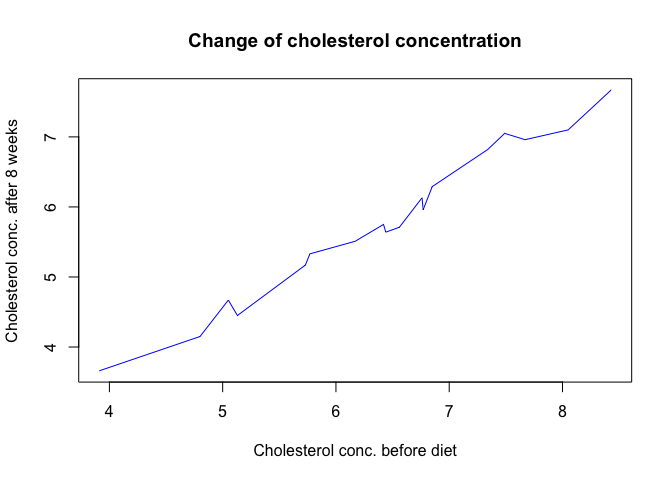 Change of cholesterol concentration
Cholesterol conc. after 8 weeks
7
6
5
4
4 5 6 7 8
Cholesterol conc. before diet